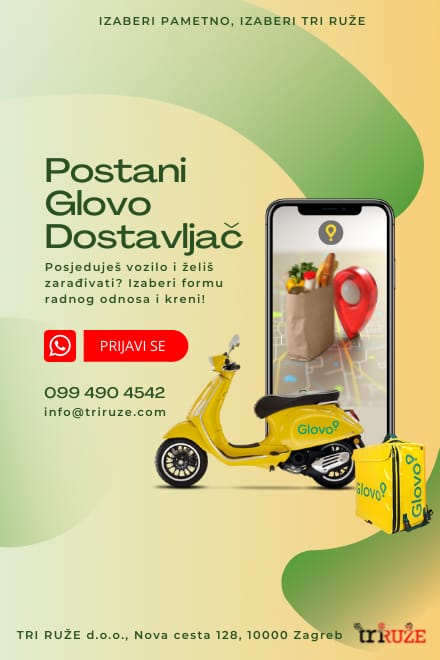 IZABERI PAMETNO, IZABERI TRI RUŽE
Postani
Glovo
Dostavljač
Posjeduješ vozilo i želiš
zarađivati? Izaberi formu
radnog odnosa i kreni!
PRIJAVI SE
099 490 4542
info@triruze.com
Glovo
Glovo
Glovo
TRI RUŽE d.o.o., Nova cesta 128, 10000 Zagreb
triRUŽE